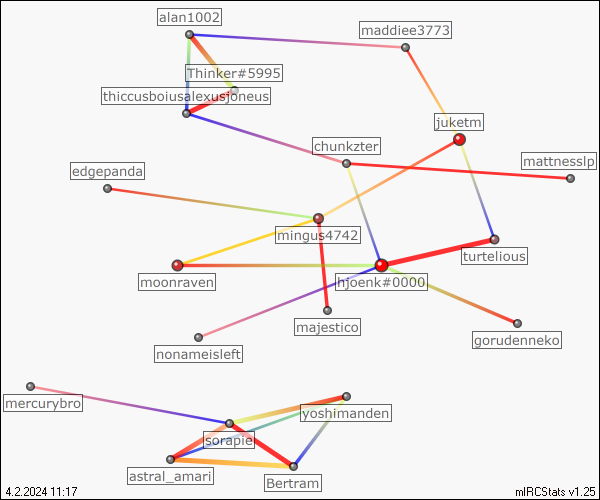 alan1002
maddiee3773
Thinker#5995
thiccusboiusalexusjoneus
juketm
chunkzter
mattnesslp
edgepanda
mingus4742
turtelious
moonraven
hjoenk#0000
majestico
gorudenneko
nonameisleft
mercurybro
yoshimanden
sorapie
astral_amari
Bertram
4.2.2024 11:17
mIRCStats v1.25